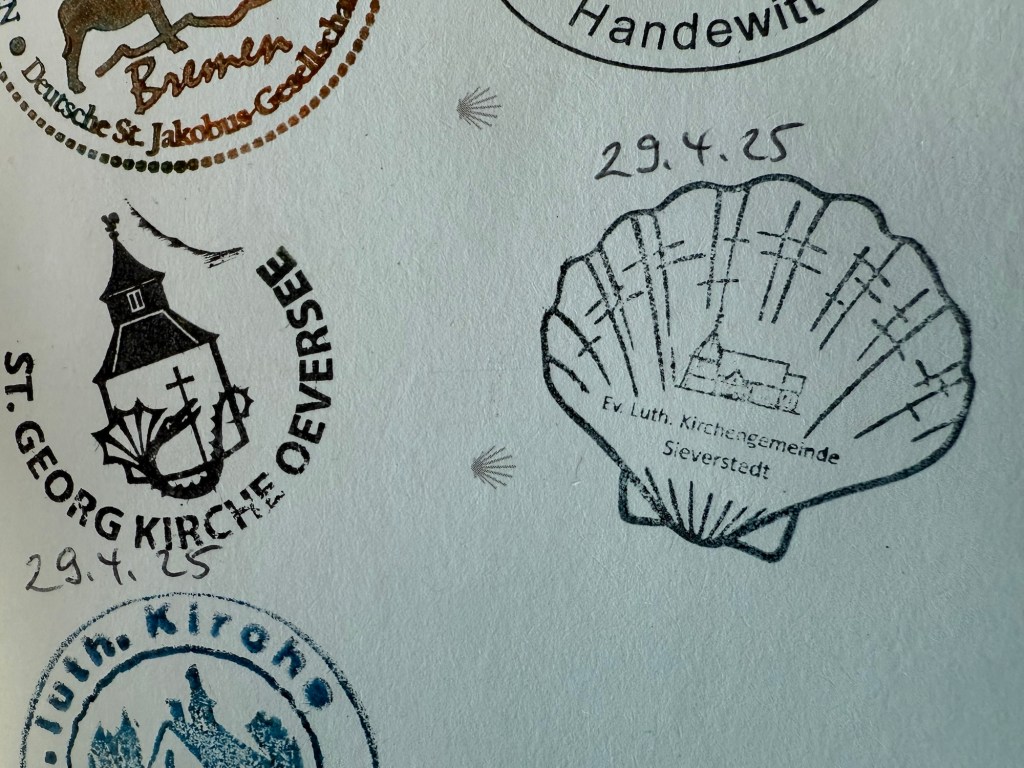 Bremen
Deutsche St. Jakobus-Gesellscha
Handewitt
29.4.25
Ev. Luth. Kirchengemeinde
Sieverstedt
ST. GEORG KIRCHE OEVERSEE
29.4.25
luth. Kirche